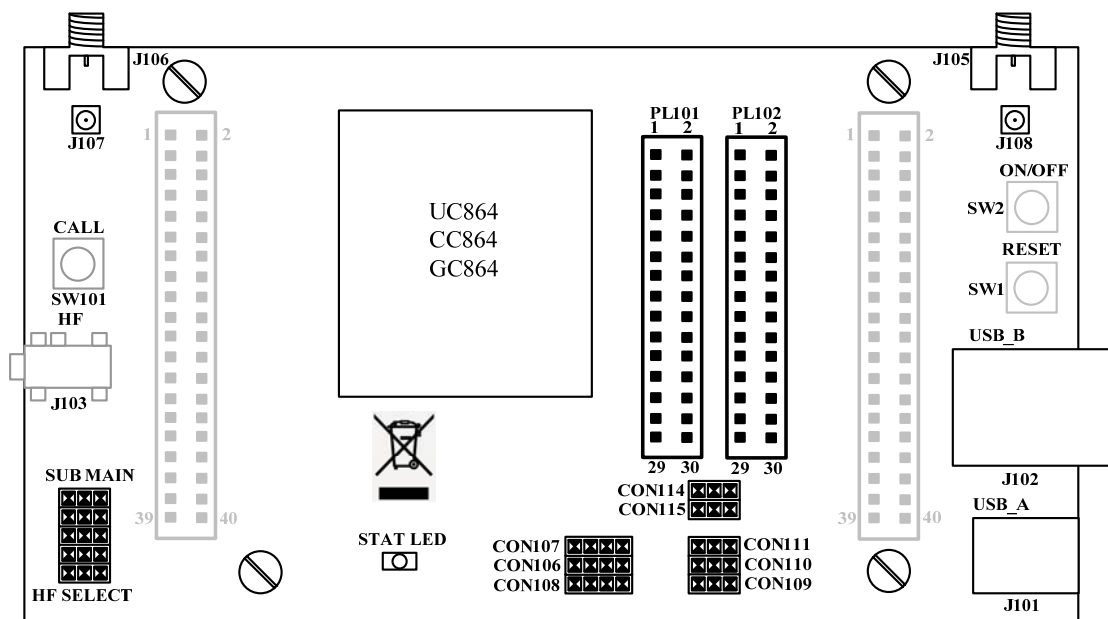 J106
J105
PL101
PL102
1
2
1
2
1
2
1
2
J107
J108
ON/OFF
SW2
UC864
CC864
GC864
CALL
SW101
RESET
SW1
HF
USB_B
J103
29
30
29
30
SUB MAIN
J102
CON114
CON115
USB_A
39
40
39
40
STAT LED
CON107
CON106
CON108
CON111
CON110
CON109
HF SELECT
J101